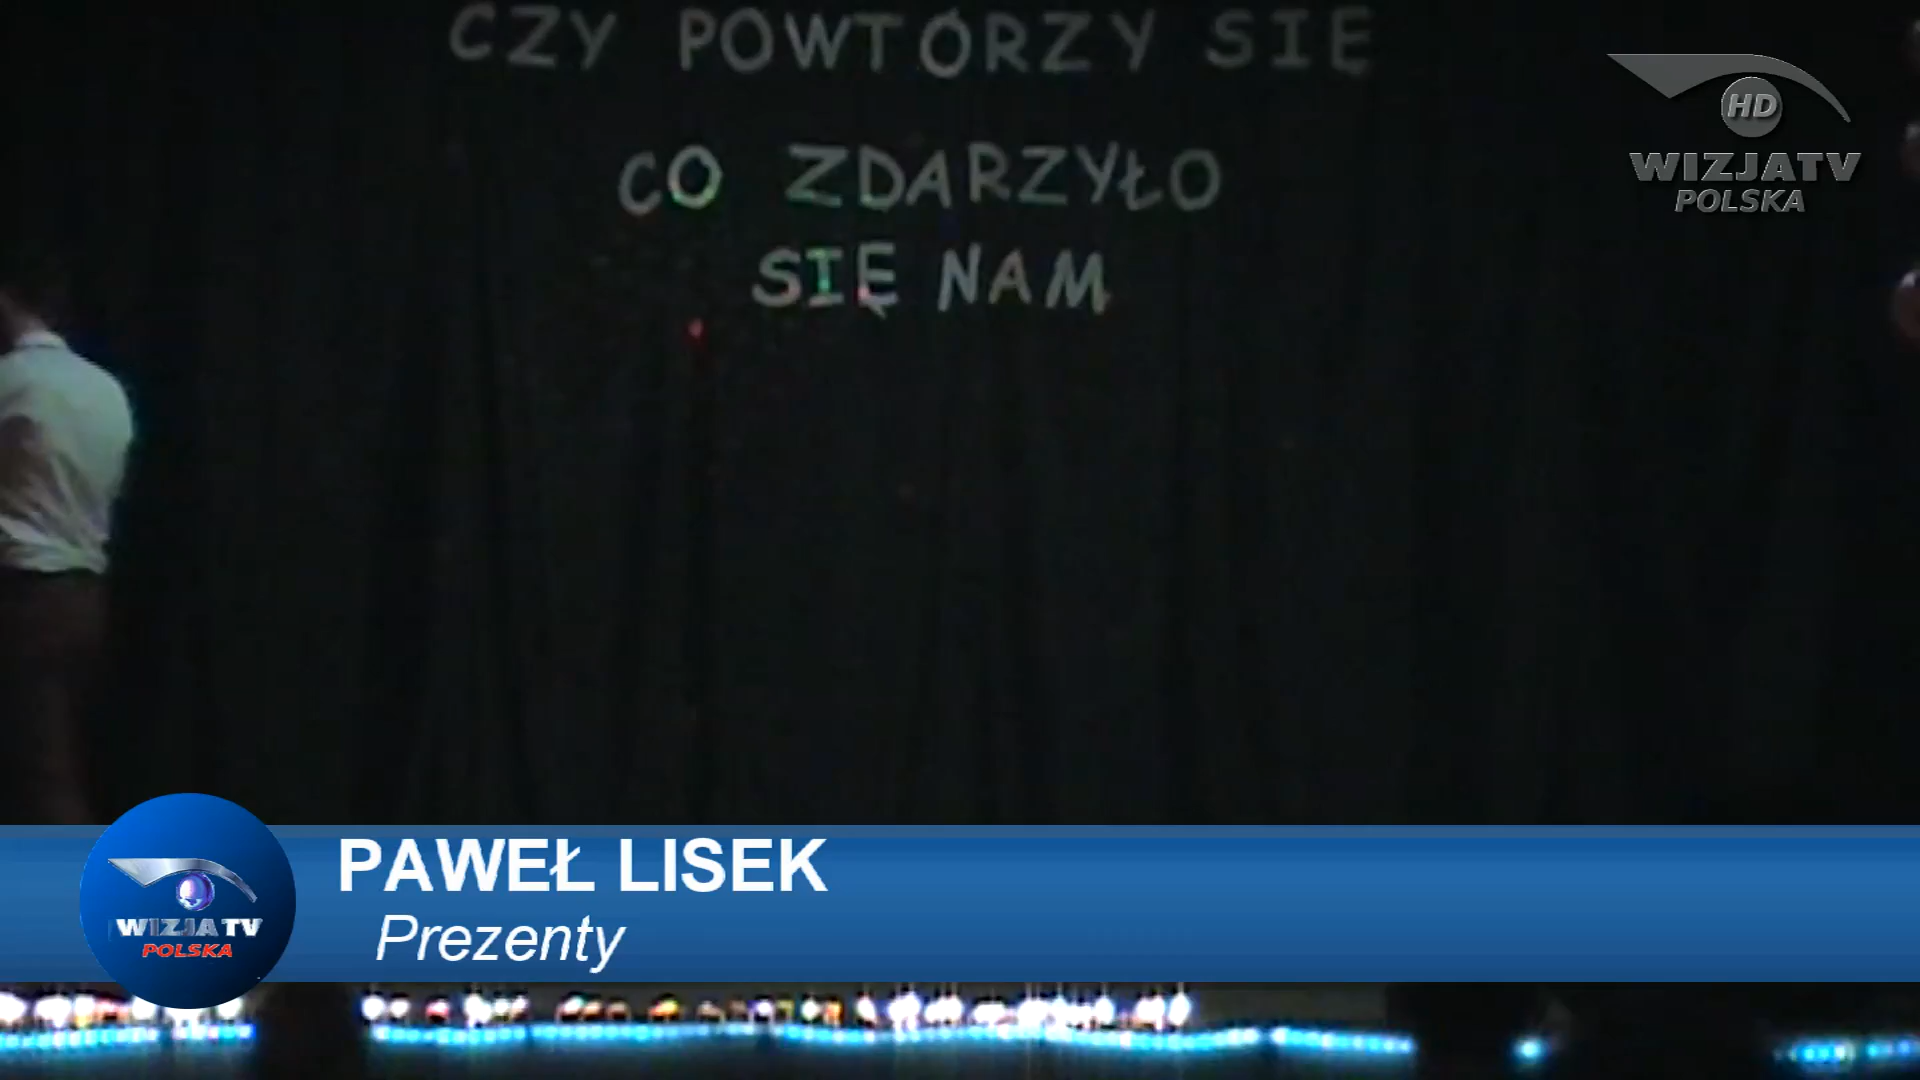 CZY POWTÓRZY SIĘ
CO ZDARZYŁO
SIĘ NAM
HD
WIZJATV
POLSKA
PAWEŁ LISEK
Prezenty
WIZJA TV
POLSKA